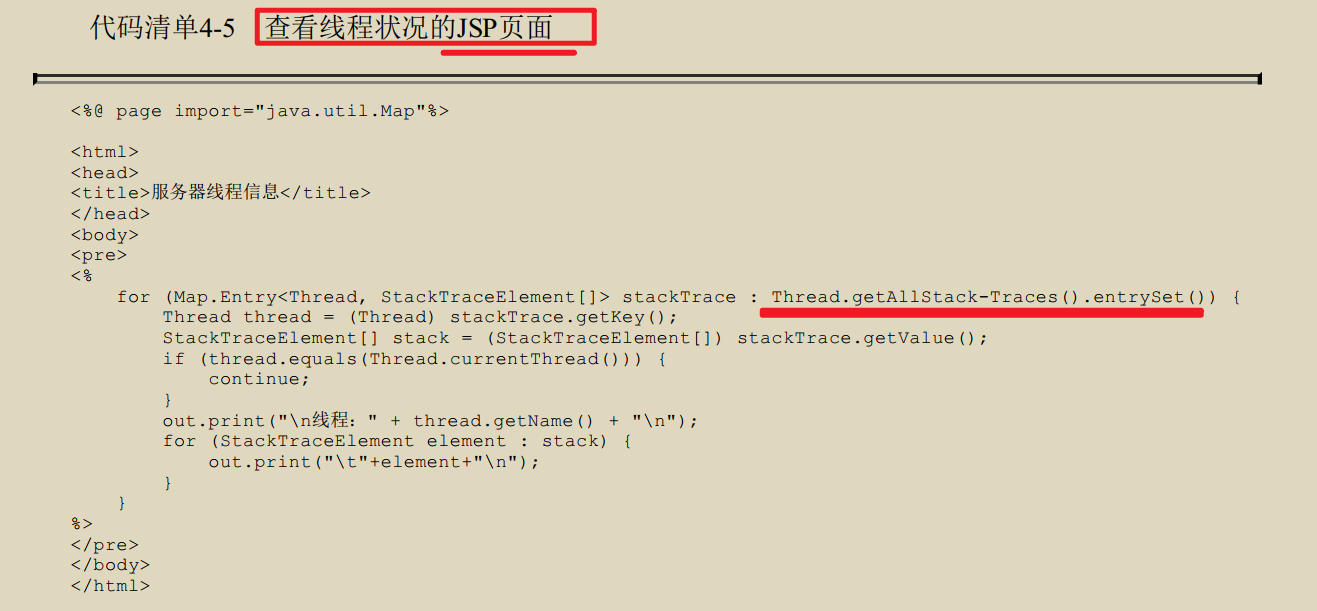 代码清单4-5 查看线程状况的JSP页面
<%@ page import="java.util.Map"%>
<html>
<head>
<title>服务器线程信息</title>
</head>
<body>
<pre>
<%
    for (Map.Entry<Thread, StackTraceElement[]> stackTrace : Thread.getAllStack-Traces().entrySet()) {
        Thread thread = (Thread) stackTrace.getKey();
        StackTraceElement[] stack = (StackTraceElement[]) stackTrace.getValue();
        if (thread.equals(Thread.currentThread())) {
            continue;
        }
        out.print("\n线程：" + thread.getName() + "\n");
        for (StackTraceElement element : stack) {
            out.print("\t"+element+"\n");
        }
    }
%>
</pre>
</body>
</html>